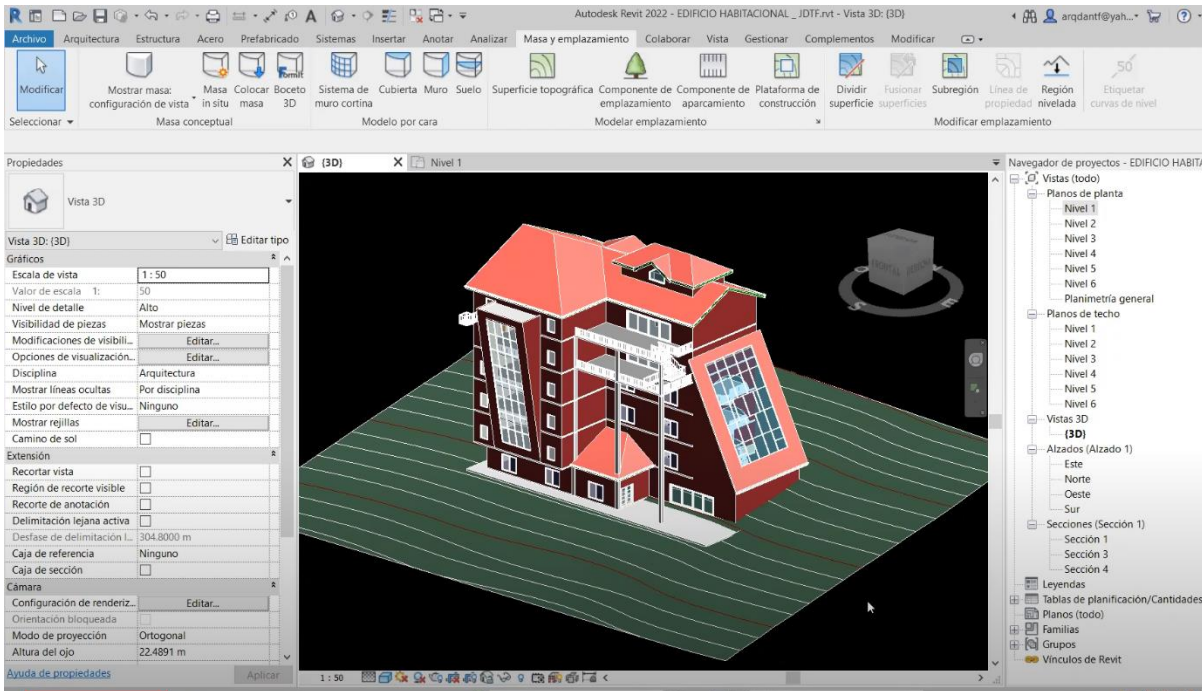 Autodesk Revit 2022 - EDIFICIO HABITACIONAL _ JDTF.rvt - Vista 3D: {3D}
arqdantf@yah...
Archivo Arquitectura Estructura Acero Prefabricado Sistemas Insertar Anotar Analizar Masa y emplazamiento Colaborar Vista Gestionar Complementos Modificar
Modificar
Mostrar masa:
configuración de vista
Masa
in situ
Colocar
masa
Boceto
3D
Sistema de
muro cortina
Cubierta
Muro
Suelo
Superficie topográfica
Componente de
emplazamiento
Componente de
aparcamiento
Plataforma de
construcción
Dividir
superficie
Fusionar
superficies
Subregión
Línea de
propiedad
Región
nivelada
Etiquetar
curvas de nivel
Seleccionar
Masa conceptual
Modelo por cara
Modelar emplazamiento
Modificar emplazamiento
Propiedades
{3D}
Nivel 1
Navegador de proyectos - EDIFICIO HABITA
Vista 3D
Vista 3D: {3D}
Editar tipo
Gráficos
Escala de vista 1 : 50
Valor de escala 1: 50
Nivel de detalle Alto
Visibilidad de piezas Mostrar piezas
Modificaciones de visibili... Editar...
Opciones de visualización... Editar...
Disciplina Arquitectura
Mostrar líneas ocultas Por disciplina
Estilo por defecto de visu... Ninguno
Mostrar rejillas Editar...
Camino de sol
Extensión
Recortar vista
Región de recorte visible
Recorte de anotación
Delimitación lejana activa
Desfase de delimitación l... 304.8000 m
Caja de referencia Ninguno
Caja de sección
Cámara
Configuración de renderiz... Editar...
Orientación bloqueada
Modo de proyección Ortogonal
Altura del ojo 22.4891 m
Ayuda de propiedades
Aplicar
1 : 50
Vistas (todo)
Planos de planta
Nivel 1
Nivel 2
Nivel 3
Nivel 4
Nivel 5
Nivel 6
Planimetría general
Planos de techo
Nivel 1
Nivel 2
Nivel 3
Nivel 4
Nivel 5
Nivel 6
Vistas 3D
{3D}
Alzados (Alzado 1)
Este
Norte
Oeste
Sur
Secciones (Sección 1)
Sección 1
Sección 3
Sección 4
Leyendas
Tablas de planificación/Cantidades
Planos (todo)
Familias
Grupos
Vínculos de Revit